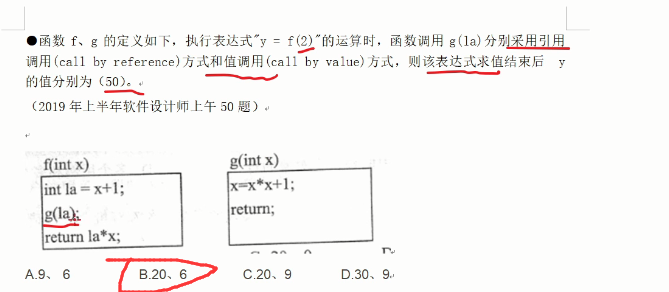 ●函数 f、g 的定义如下，执行表达式"y = f(2)"的运算时，函数调用 g(la)分别采用引用
调用(call by reference)方式和值调用(call by value)方式，则该表达式求值结束后 y
的值分别为（50）。
（2019 年上半年软件设计师上午 50 题）
f(int x)
int la = x+1;
g(la);
return la*x;
g(int x)
x=x*x+1;
return;
A.9、 6
B.20、6
C.20、9
D.30、9